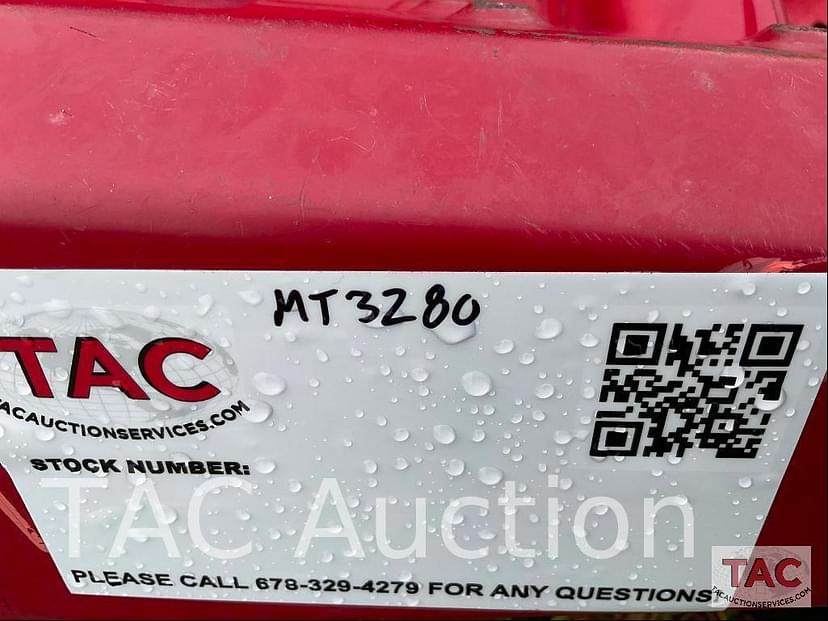 MT3280
TAC
TACAUCTIONSERVICES.COM
STOCK NUMBER:
TAC Auction
PLEASE CALL 678-329-4279 FOR ANY QUESTIONS
TAC
TACAUCTIONSERVICES.COM